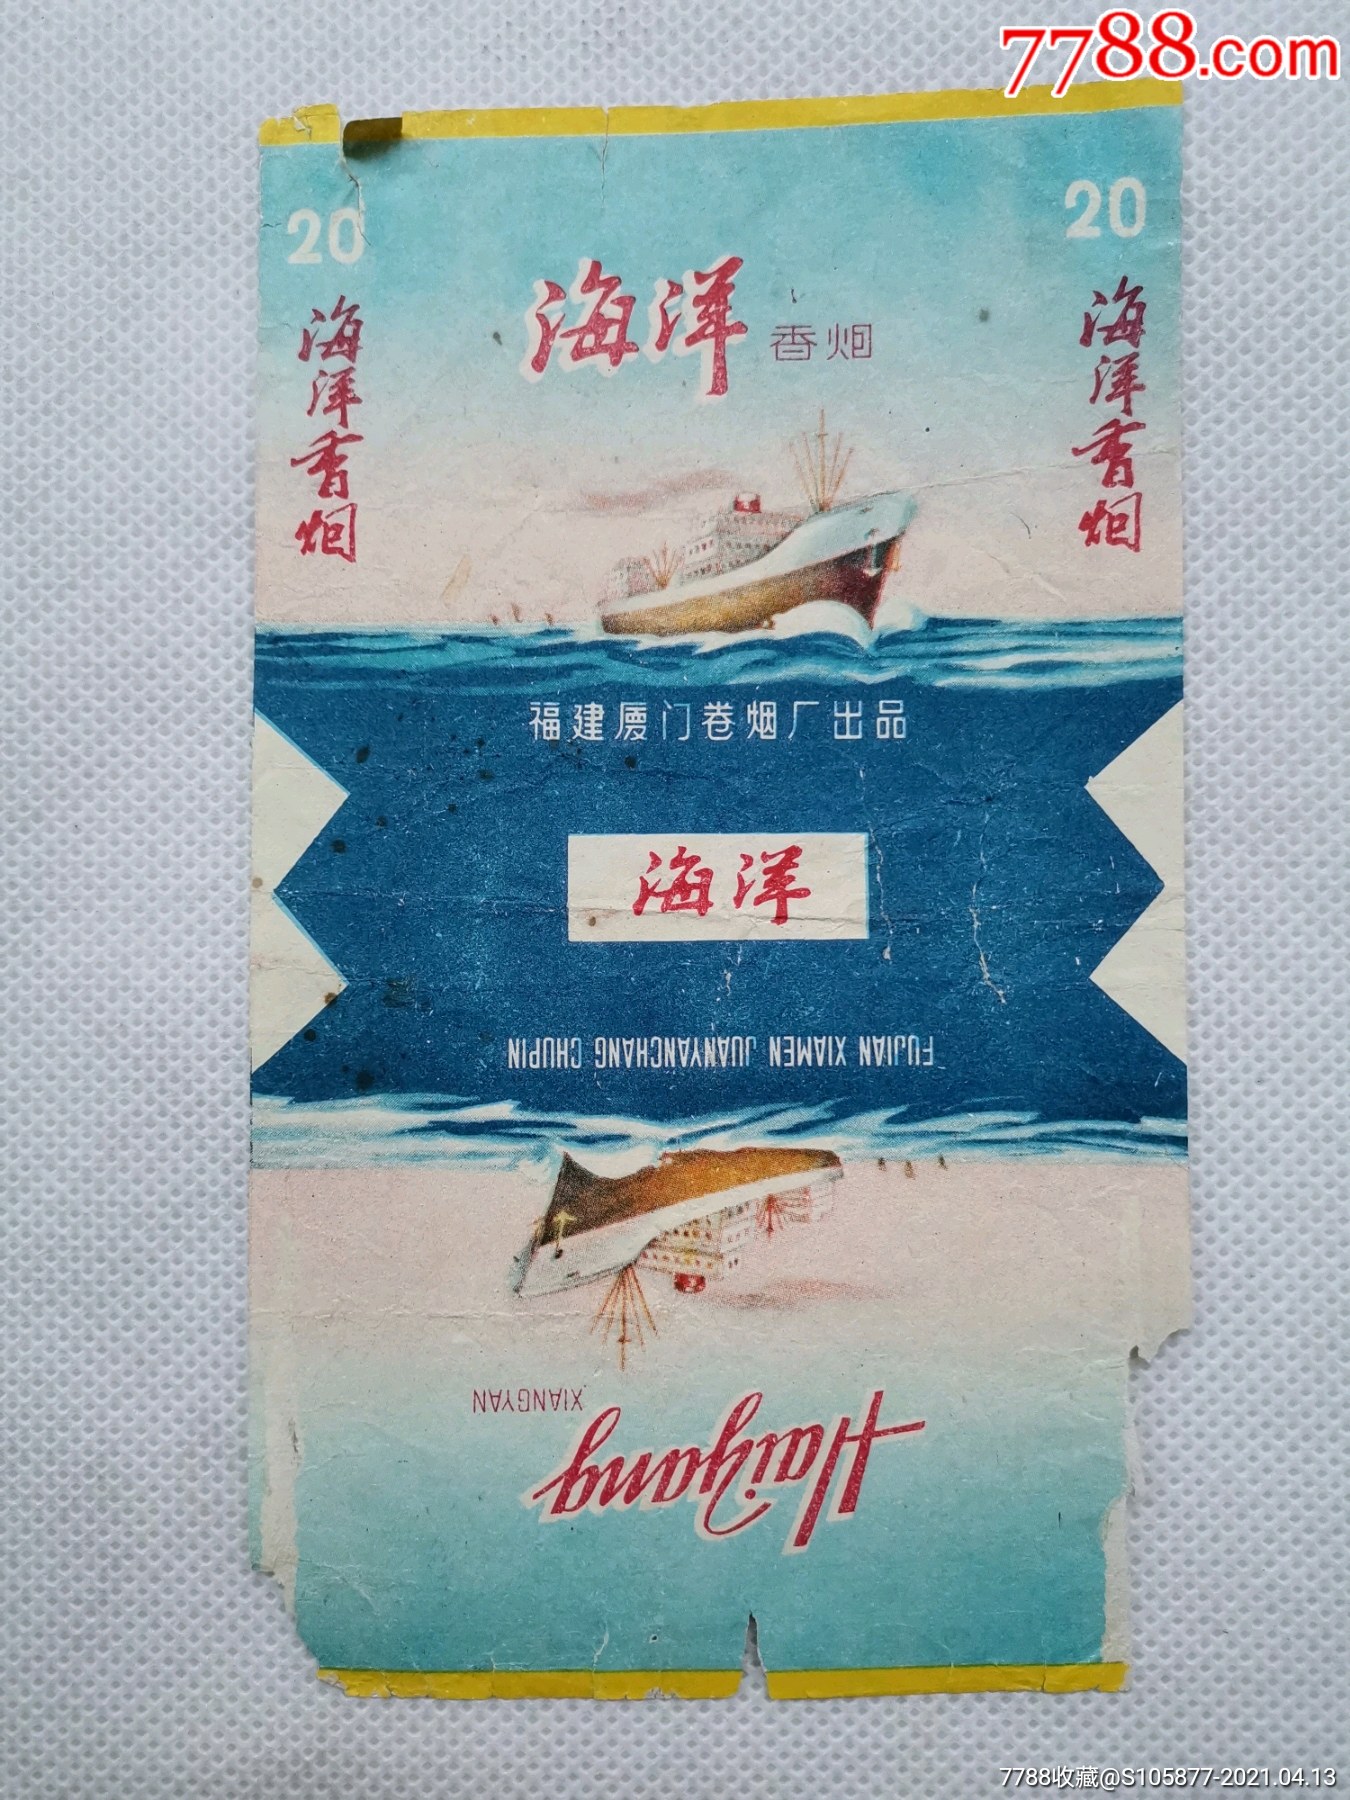 7788.com
20
20
海洋香烟
海洋 香烟
海洋香烟
福建厦门卷烟厂出品
海洋
FUJIAN XIAMEN JUANYANCHANG CHUPIN
XIANGYAN
Haiyang
7788收藏@S105877-2021.04.13